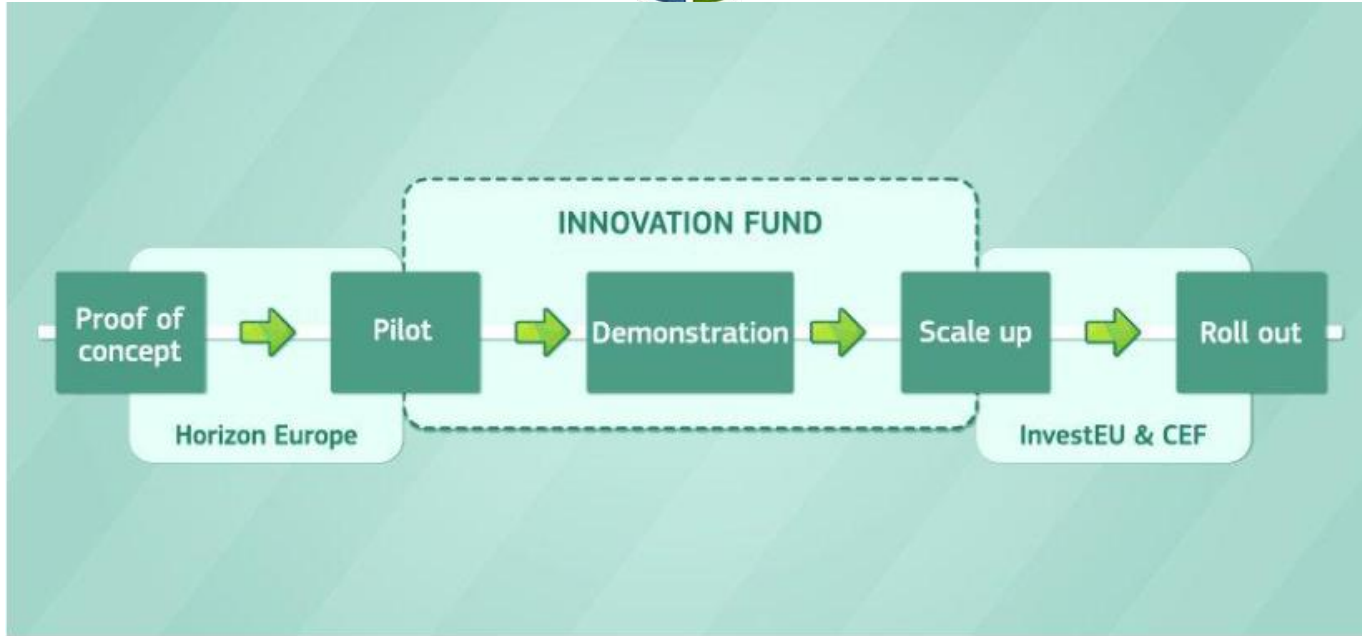 INNOVATION FUND
Proof of
concept
Pilot
Demonstration
Scale up
Roll out
Horizon Europe
InvestEU & CEF